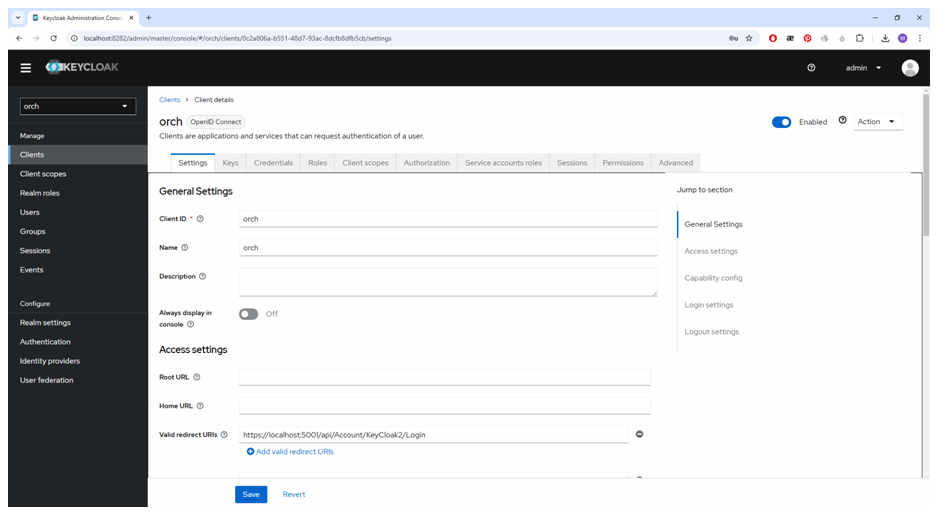 Keycloak Administration Conso
localhost:8282/admin/master/console/#/orch/clients/0c2a806a-b551-48d7-93ac-8dcfb8dfb5cb/settings
KEYCLOAK
admin
orch
Manage
Clients
Client scopes
Realm roles
Users
Groups
Sessions
Events
Configure
Realm settings
Authentication
Identity providers
User federation
Clients > Client details
orch OpenID Connect
Enabled
Action
Clients are applications and services that can request authentication of a user.
Settings Keys Credentials Roles Client scopes Authorization Service accounts roles Sessions Permissions Advanced
General Settings
Client ID *
orch
Name
orch
Description
Always display in
console
Off
Access settings
Root URL
Home URL
Valid redirect URIs
https://localhost:5001/api/Account/KeyCloak2/Login
Add valid redirect URIs
Save Revert
Jump to section
General Settings
Access settings
Capability config
Login settings
Logout settings